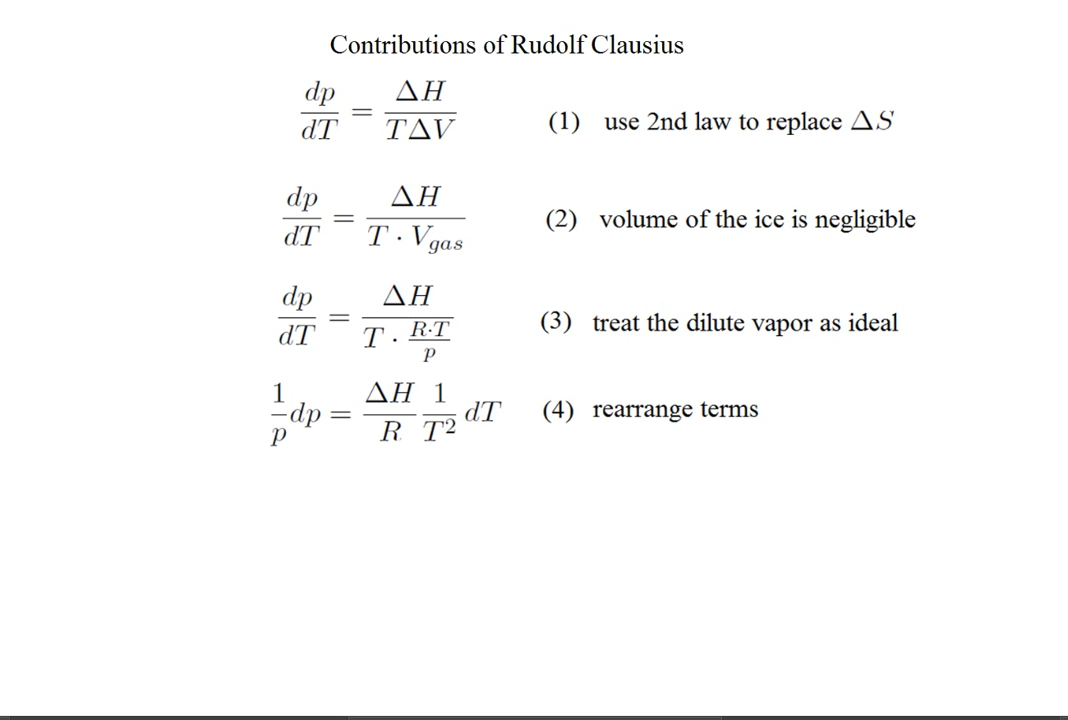 Contributions of Rudolf Clausius
dp/dT = ΔH/(TΔV) (1) use 2nd law to replace ΔS
dp/dT = ΔH/(T · V_gas) (2) volume of the ice is negligible
dp/dT = ΔH/(T · (R·T)/p) (3) treat the dilute vapor as ideal
1/p dp = ΔH/R 1/T² dT (4) rearrange terms